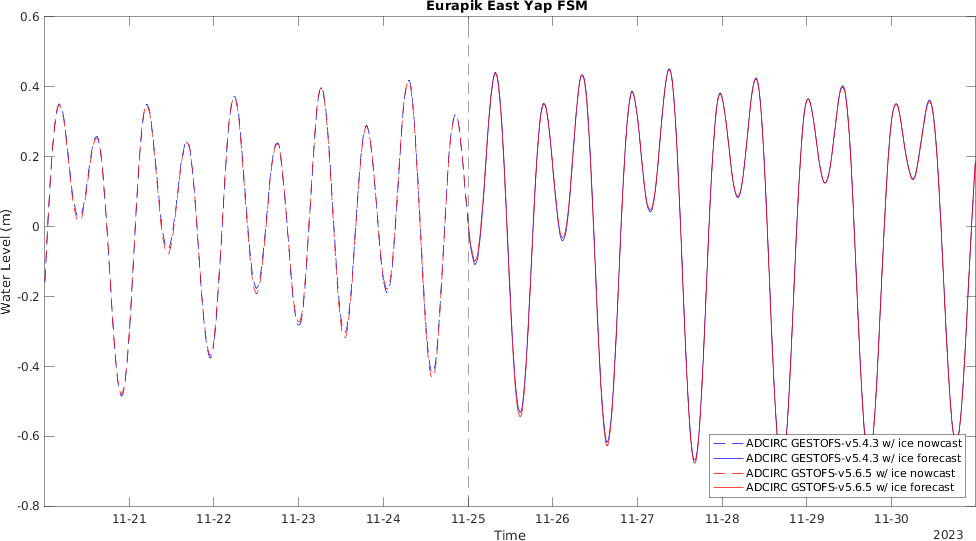 Eurapik East Yap FSM
0.6
0.4
0.2
0
-0.2
-0.4
-0.6
-0.8
Water Level (m)
ADCIRC GESTOFS-v5.4.3 w/ ice nowcast
ADCIRC GESTOFS-v5.4.3 w/ ice forecast
ADCIRC GSTOFS-v5.6.5 w/ ice nowcast
ADCIRC GSTOFS-v5.6.5 w/ ice forecast
11-21 11-22 11-23 11-24 11-25 11-26 11-27 11-28 11-29 11-30
Time
2023